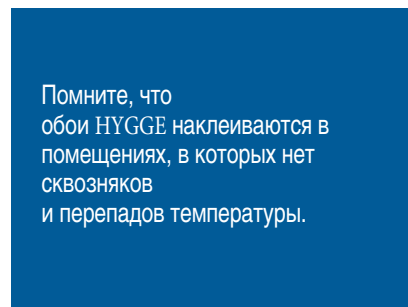 Помните, что
обои HYGGE наклеиваются в
помещениях, в которых нет
сквозняков
и перепадов температуры.